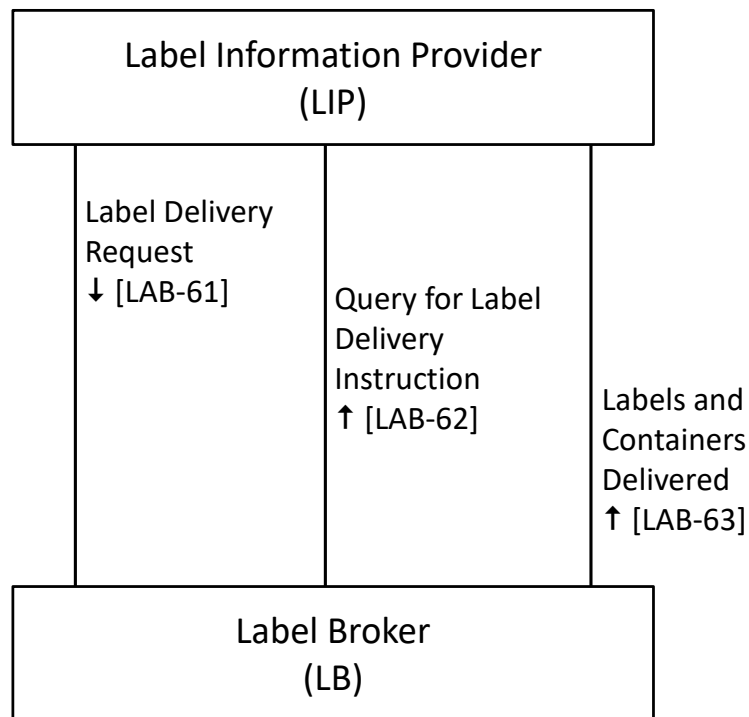 Label Information Provider
(LIP)
Label Delivery
Request
↓ [LAB-61]
Query for Label
Delivery
Instruction
↑ [LAB-62]
Labels and
Containers
Delivered
↑ [LAB-63]
Label Broker
(LB)